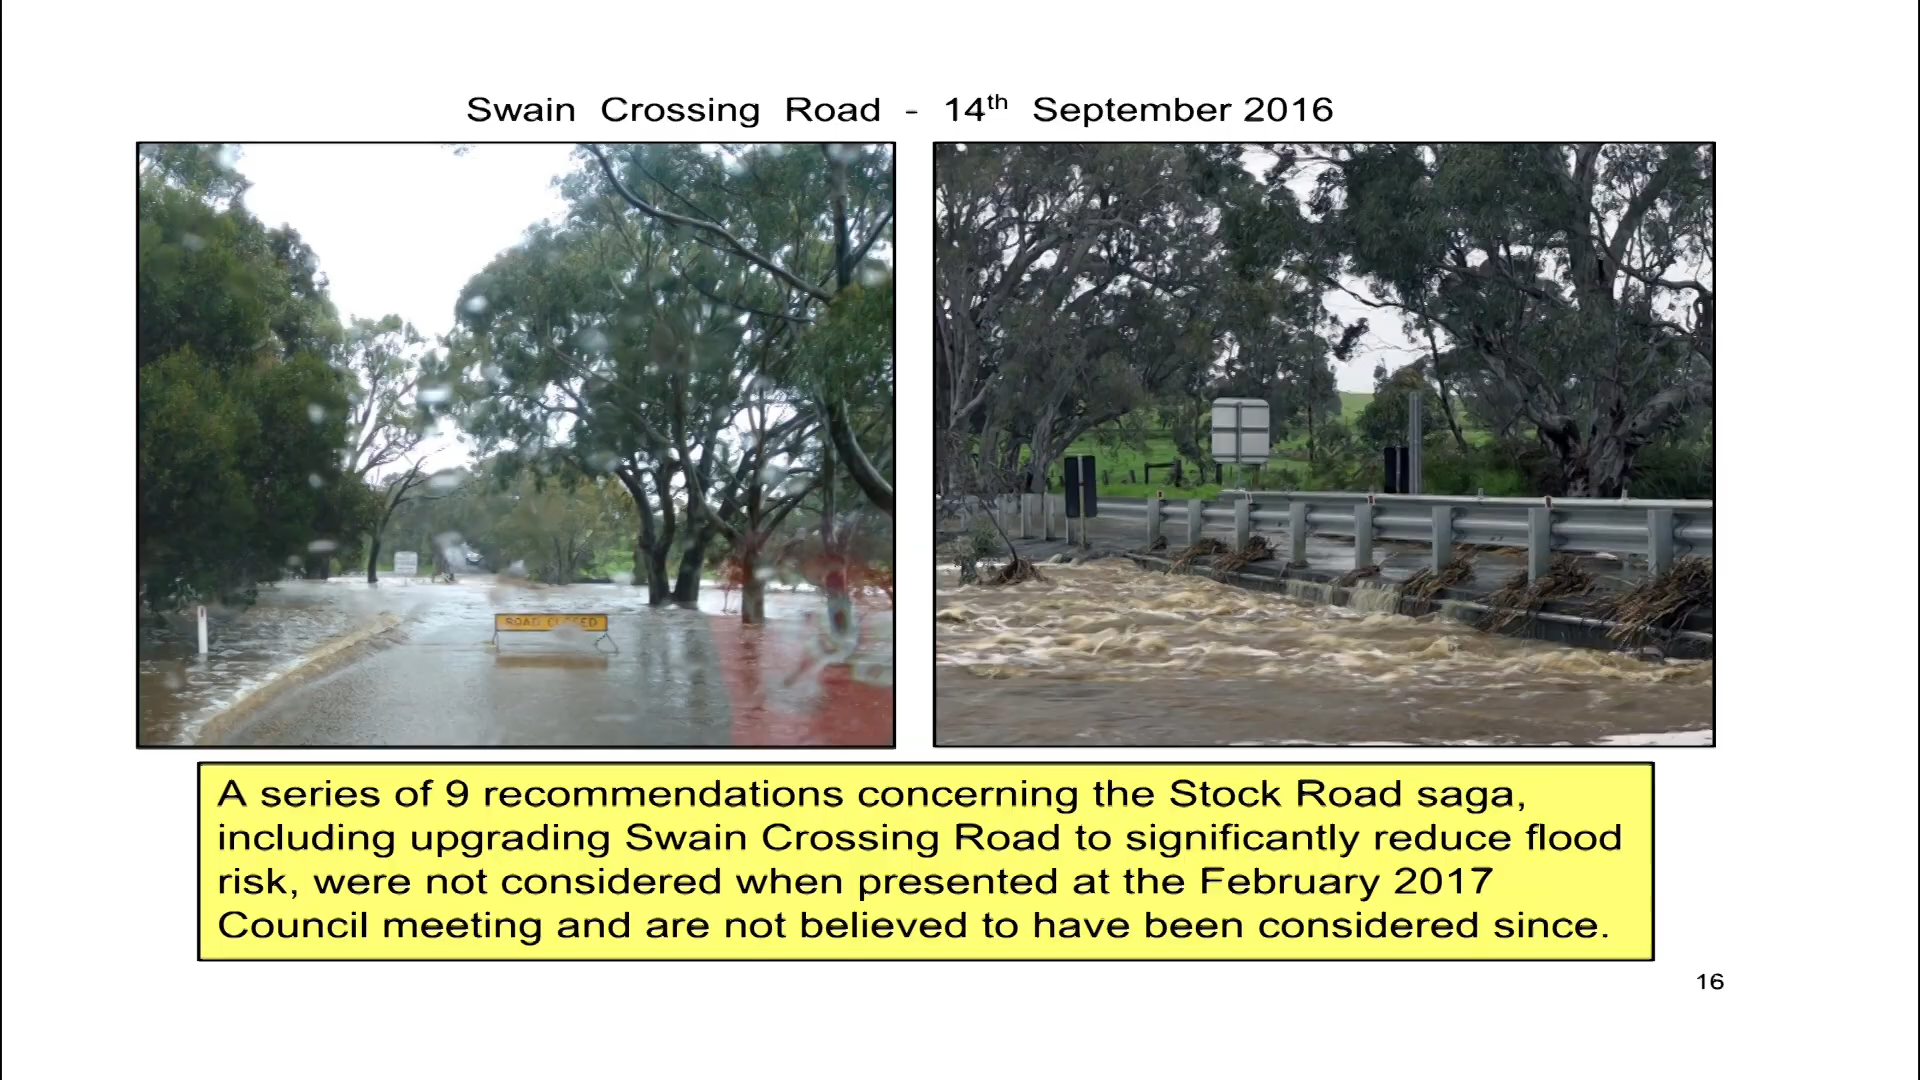 Swain Crossing Road - 14th September 2016
ROAD CLOSED
A series of 9 recommendations concerning the Stock Road saga,
including upgrading Swain Crossing Road to significantly reduce flood
risk, were not considered when presented at the February 2017
Council meeting and are not believed to have been considered since.
16